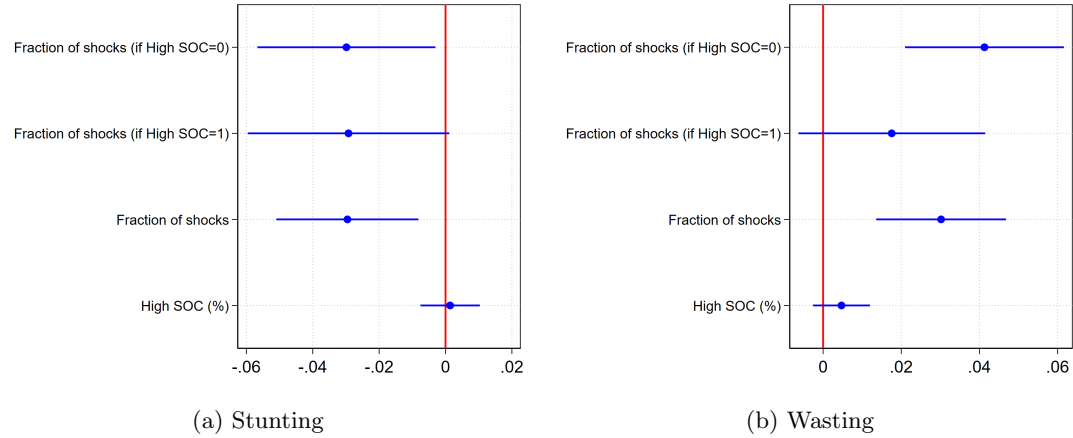 Fraction of shocks (if High SOC=0)
Fraction of shocks (if High SOC=1)
Fraction of shocks
High SOC (%)
-.06 -.04 -.02 0 .02
(a) Stunting
Fraction of shocks (if High SOC=0)
Fraction of shocks (if High SOC=1)
Fraction of shocks
High SOC (%)
0 .02 .04 .06
(b) Wasting